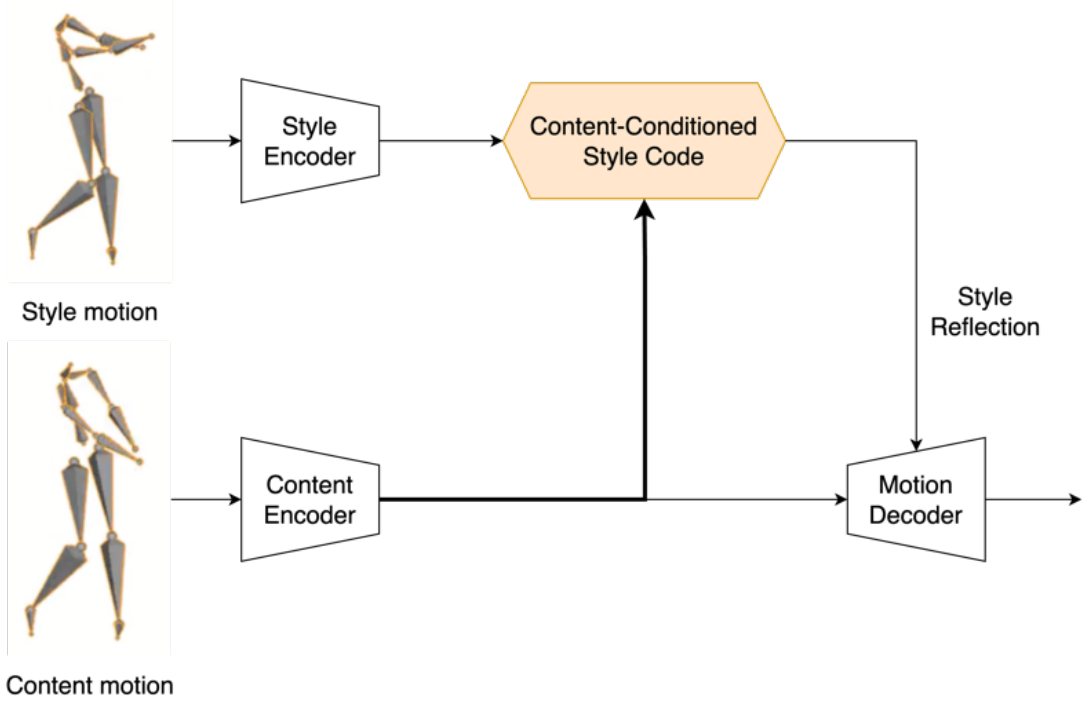 Style
Encoder
Content-Conditioned
Style Code
Style motion
Style
Reflection
Content
Encoder
Motion
Decoder
Content motion